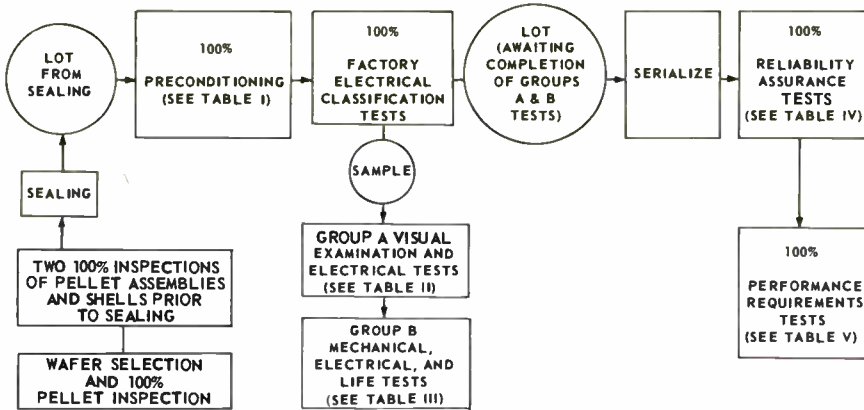 LOT
FROM
SEALING
100%
PRECONDITIONING
(SEE TABLE I)
100%
FACTORY
ELECTRICAL
CLASSIFICATION
TESTS
LOT
(AWAITING
COMPLETION
OF GROUPS
A & B
TESTS)
SERIALIZE
100%
RELIABILITY
ASSURANCE
TESTS
(SEE TABLE IV)
SEALING
SAMPLE
TWO 100% INSPECTIONS
OF PELLET ASSEMBLIES
AND SHELLS PRIOR
TO SEALING
WAFER SELECTION
AND 100%
PELLET INSPECTION
GROUP A VISUAL
EXAMINATION AND
ELECTRICAL TESTS
(SEE TABLE II)
GROUP B
MECHANICAL,
ELECTRICAL, AND
LIFE TESTS
(SEE TABLE III)
100%
PERFORMANCE
REQUIREMENTS
TESTS
(SEE TABLE V)